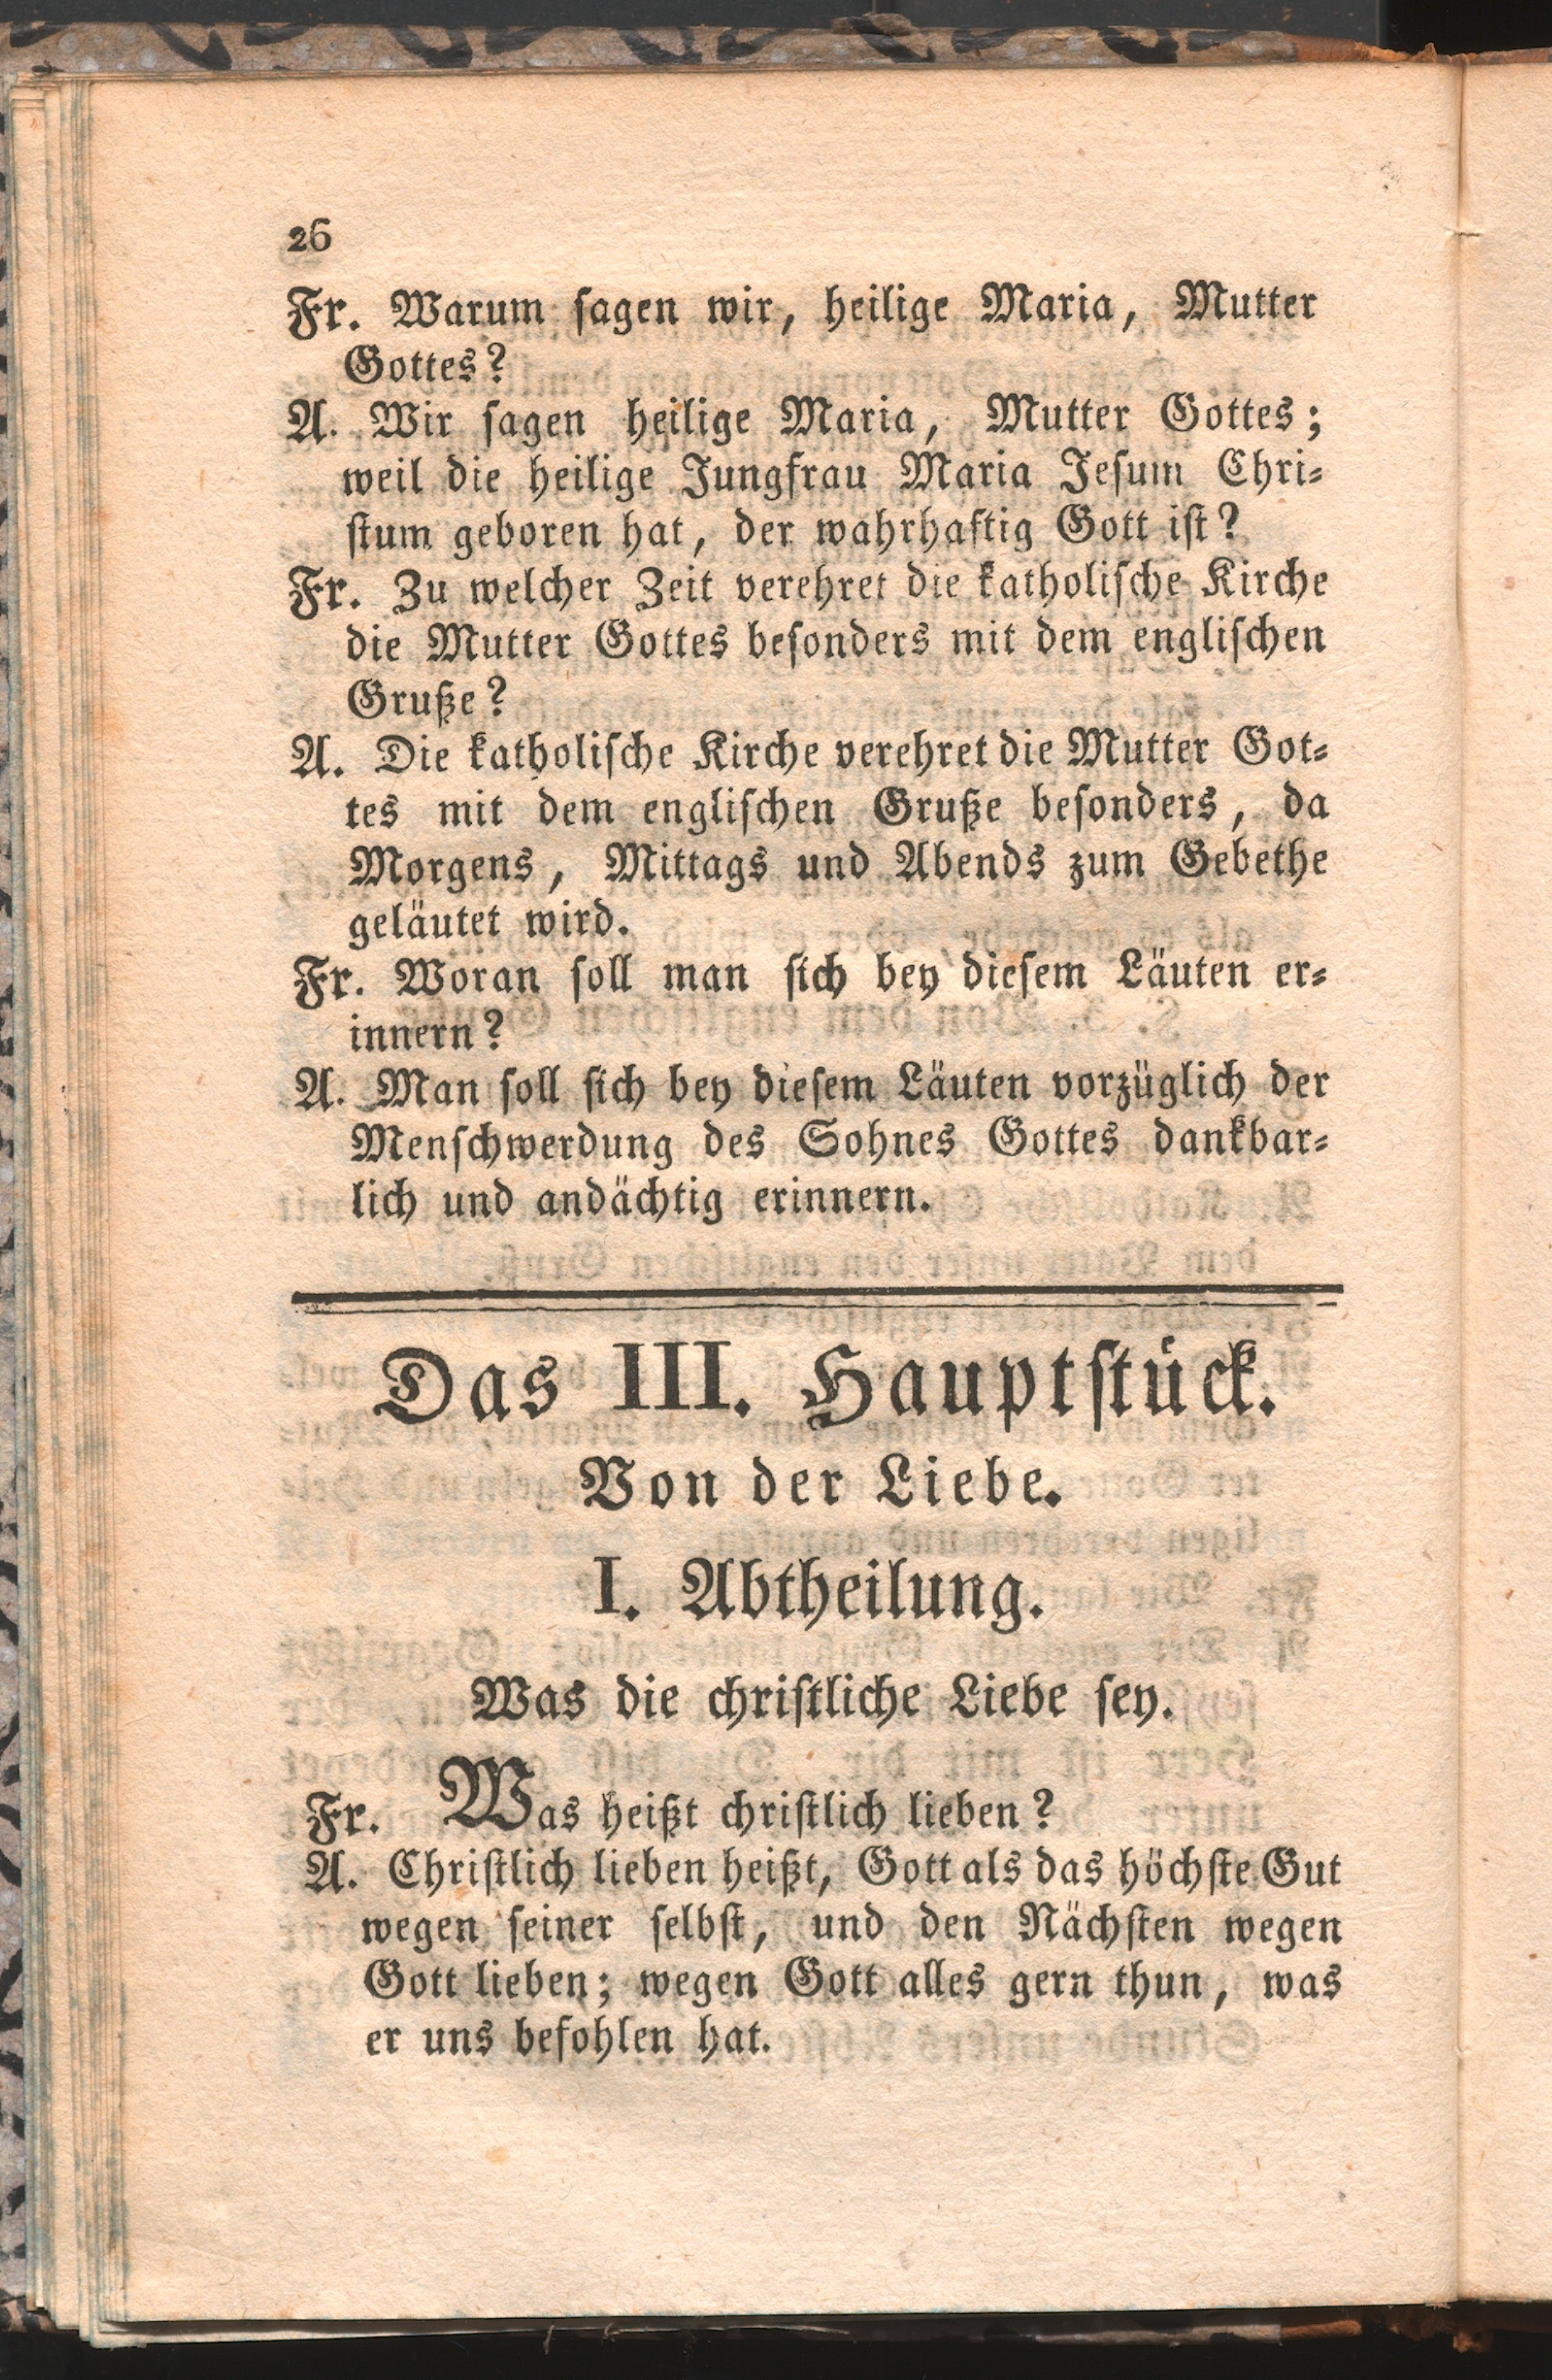 26
Fr. Warum sagen wir, heilige Maria, Mutter
Gottes?
A. Wir sagen heilige Maria, Mutter Gottes;
weil die heilige Jungfrau Maria Jesum Chri-
stum geboren hat, der wahrhaftig Gott ist?
Fr. Zu welcher Zeit verehret die katholische Kirche
die Mutter Gottes besonders mit dem englischen
Gruße?
A. Die katholische Kirche verehret die Mutter Got-
tes mit dem englischen Gruße besonders, da
Morgens, Mittags und Abends zum Gebethe
geläutet wird.
Fr. Woran soll man sich bey diesem Läuten er-
innern?
A. Man soll sich bey diesem Läuten vorzüglich der
Menschwerdung des Sohnes Gottes dankbar-
lich und andächtig erinnern.
Das III. Hauptstück.
Von der Liebe.
I. Abtheilung.
Was die christliche Liebe sey.
Fr. Was heißt christlich lieben?
A. Christlich lieben heißt, Gott als das höchste Gut
wegen seiner selbst, und den Nächsten wegen
Gott lieben; wegen Gott alles gern thun, was
er uns befohlen hat.